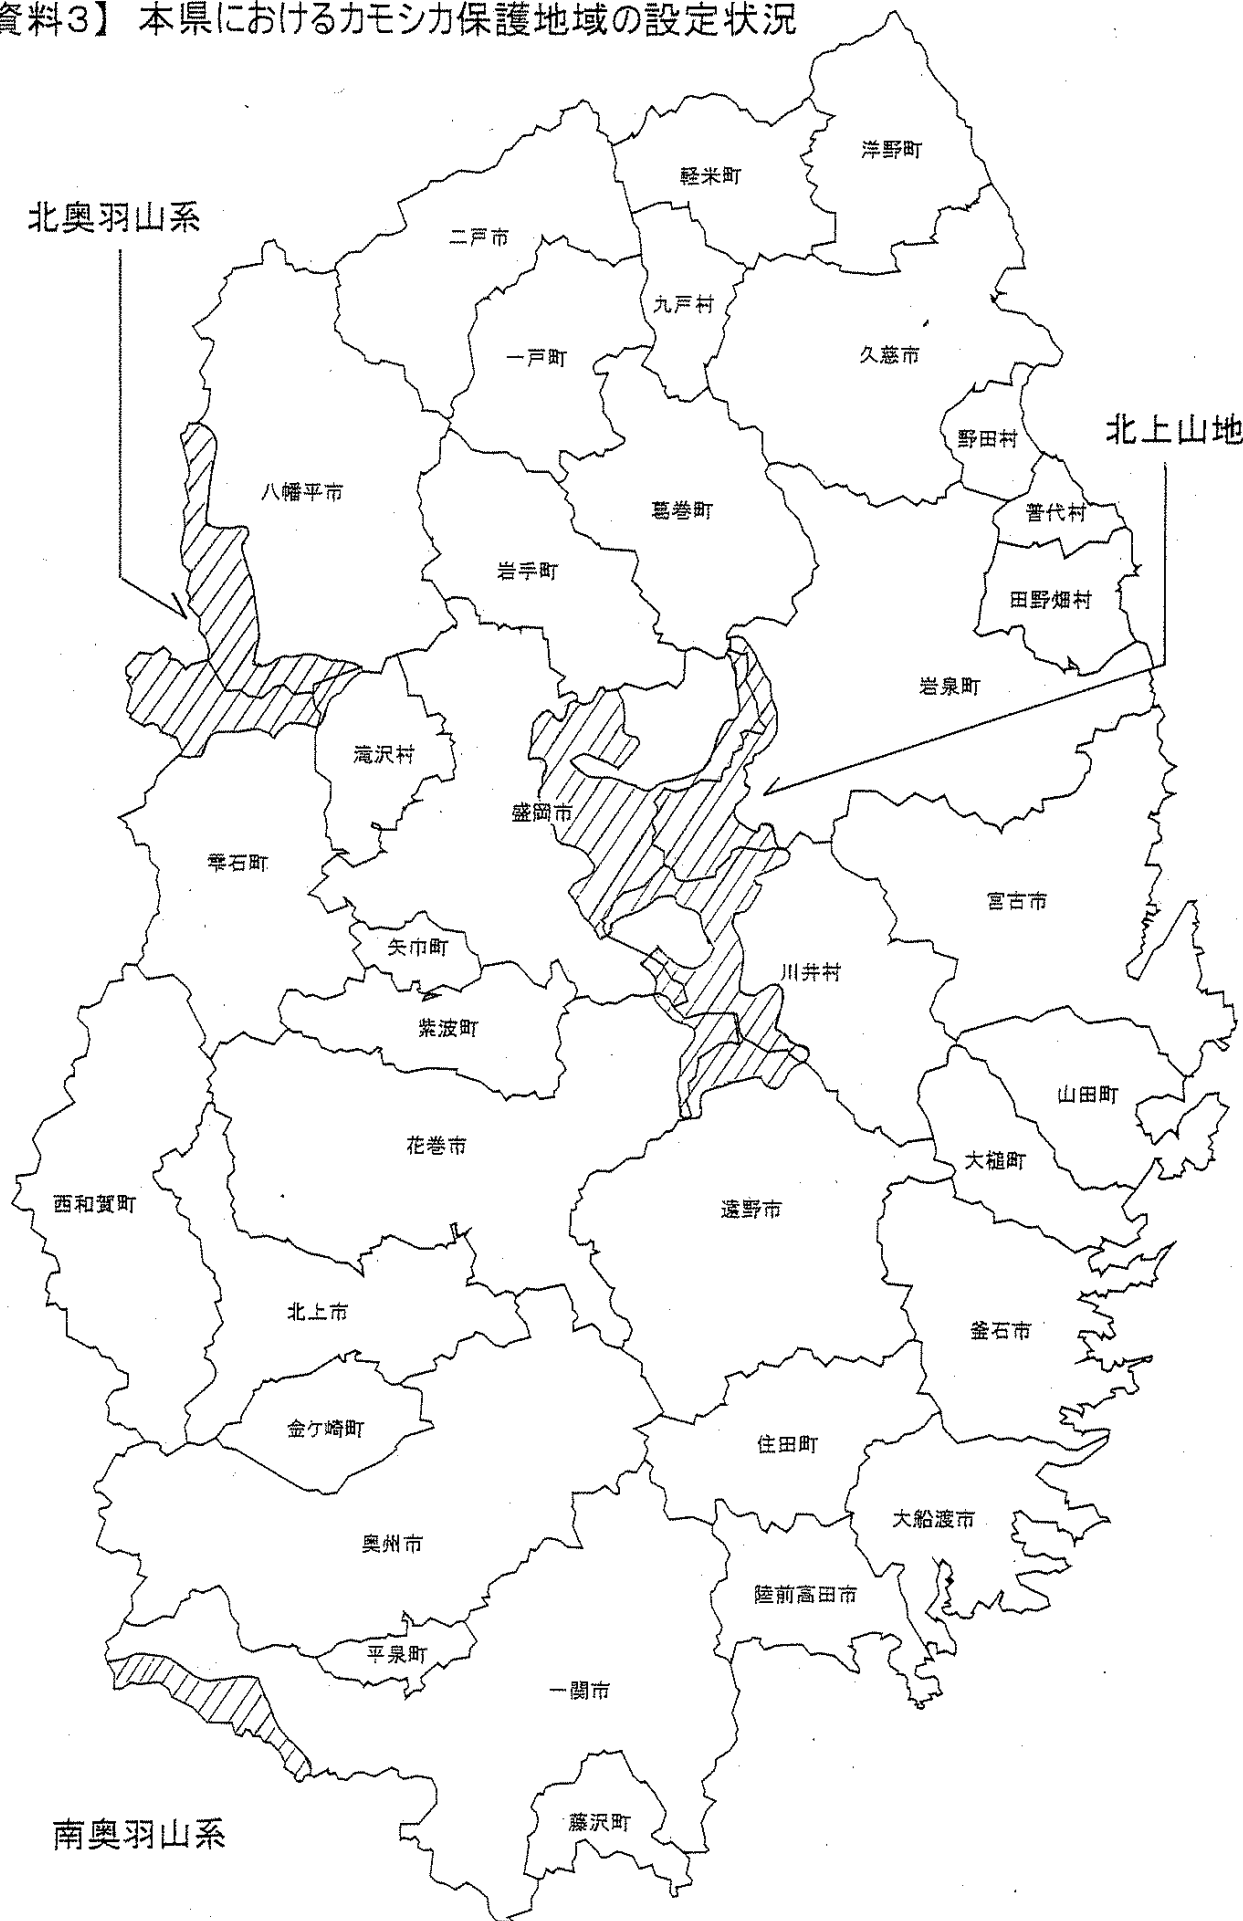 資料3】 本県におけるカモシカ保護地域の設定状況
洋野町
軽米町
北奥羽山系
二戸市
九戸村
一戸町
久慈市
野田村
北上山地
八幡平市
葛巻町
普代村
岩手町
田野畑村
岩泉町
滝沢村
盛岡市
雫石町
宮古市
矢巾町
川井村
紫波町
山田町
花巻市
大槌町
西和賀町
遠野市
北上市
釜石市
金ケ崎町
住田町
大船渡市
奥州市
陸前高田市
平泉町
一関市
藤沢町
南奥羽山系